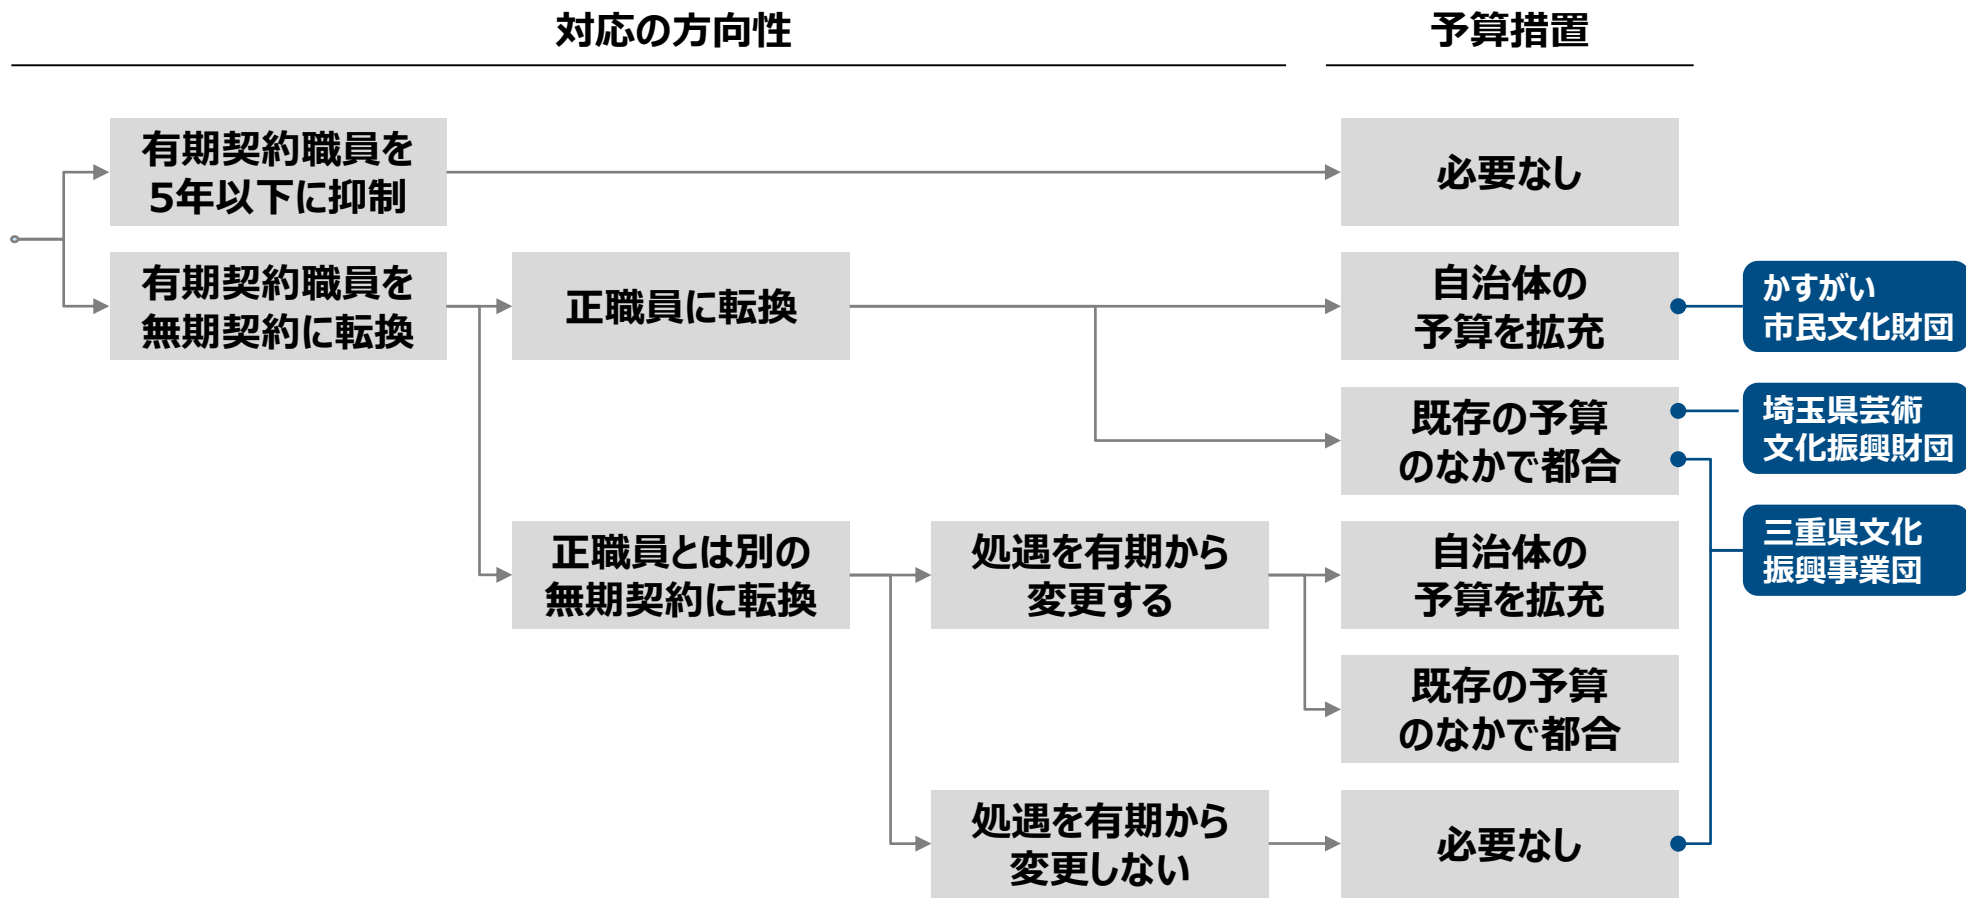 対応の方向性
予算措置
有期契約職員を
5年以下に抑制
必要なし
有期契約職員を
無期契約に転換
正職員に転換
自治体の
予算を拡充
かすがい
市民文化財団
既存の予算
のなかで都合
埼玉県芸術
文化振興財団
正職員とは別の
無期契約に転換
処遇を有期から
変更する
自治体の
予算を拡充
三重県文化
振興事業団
既存の予算
のなかで都合
処遇を有期から
変更しない
必要なし